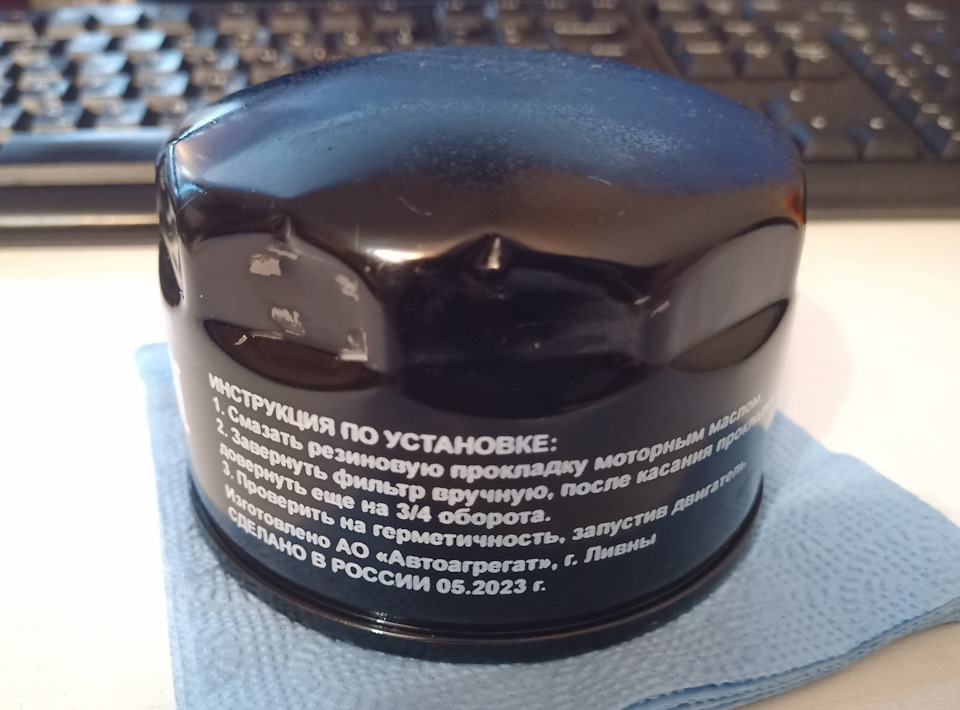 ИНСТРУКЦИЯ ПО УСТАНОВКЕ:
1. Смазать резиновую прокладку моторным маслом.
2. Завернуть фильтр вручную, после касания
довернуть еще на 3/4 оборота.
3. Проверить на герметичность, запустив двигатель.
Изготовлено АО «Автоагрегат», г. Ливны
СДЕЛАНО В РОССИИ 05.2023 г.